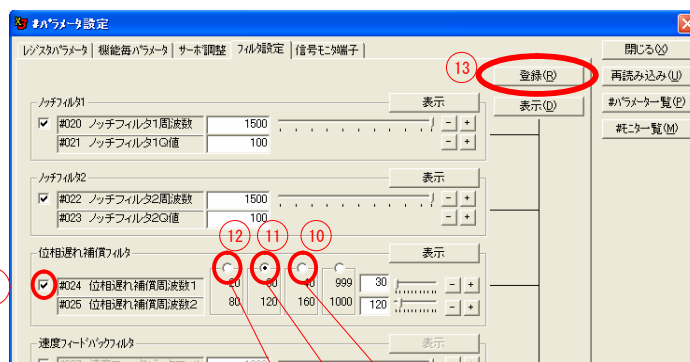 #パラメータ設定
レジスタパラメータ 機能毎パラメータ サーボ調整 フィルタ設定 信号モニタ端子
13
登録(R) 閉じる(X)
再読み込み(U)
ノッチフィルタ1 表示 表示(D) #パラメータ一覧(P)
#020 ノッチフィルタ1周波数 1500 - + #モニタ一覧(M)
#021 ノッチフィルタ1Q値 100 - +
ノッチフィルタ2 表示
#022 ノッチフィルタ2周波数 1500 - +
#023 ノッチフィルタ2Q値 100 - +
12 11 10
位相遅れ補償フィルタ 表示
#024 位相遅れ補償周波数1 999 30 - +
#025 位相遅れ補償周波数2 80 120 160 1000 120 - +
速度フィードバックフィルタ 表示